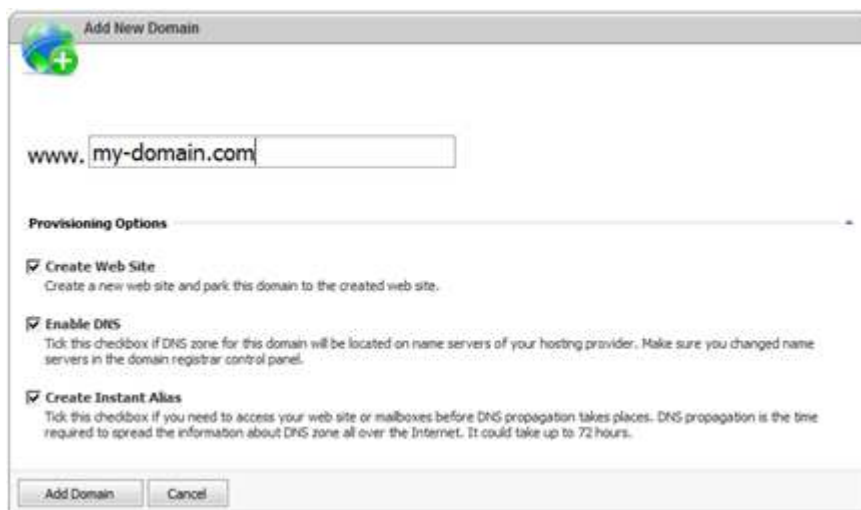 Add New Domain
www. my-domain.com
Provisioning Options
Create Web Site
Create a new web site and park this domain to the created web site.
Enable DNS
Tick this checkbox if DNS zone for this domain will be located on name servers of your hosting provider. Make sure you changed name
servers in the domain registrar control panel.
Create Instant Alias
Tick this checkbox if you need to access your web site or mailboxes before DNS propagation takes places. DNS propagation is the time
required to spread the information about DNS zone all over the Internet. It could take up to 72 hours.
Add Domain Cancel